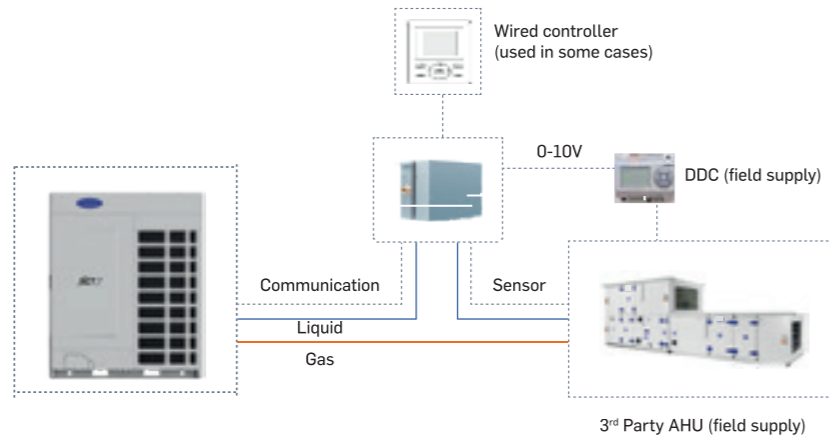 Wired controller
(used in some cases)
0-10V
DDC (field supply)
Communication
Sensor
Liquid
Gas
3rd Party AHU (field supply)